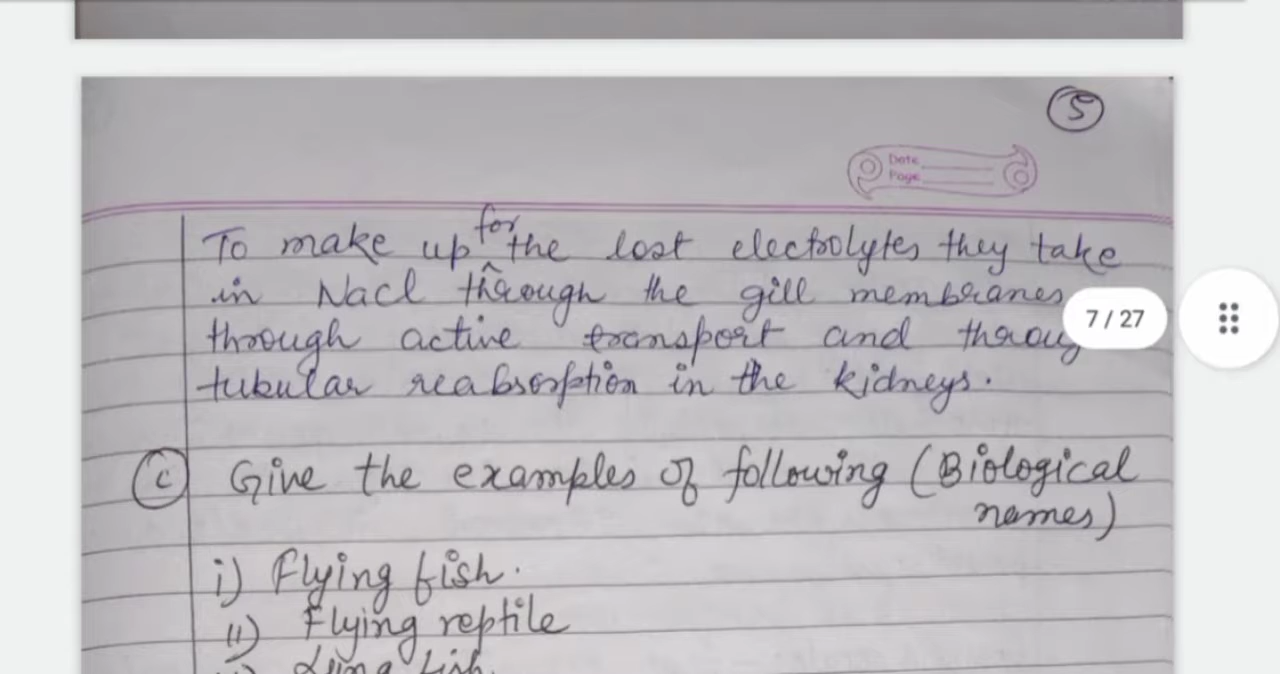 5
Date
Page
To make up for the lost electrolytes they take
in Nacl through the gill membranes
through active transport and throug
tubular reabsorption in the kidneys.
7 / 27
c Give the examples of following (Biological
names)
i) Flying fish.
ii) Flying reptile